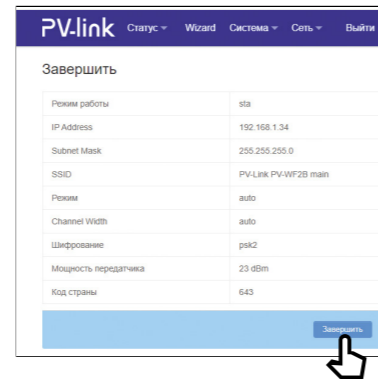 PV-link Статус Wizard Система Сеть Выйти
Завершить
Режим работы sta
IP Address 192.168.1.34
Subnet Mask 255.255.255.0
SSID PV-Link PV-WF2B main
Режим auto
Channel Width auto
Шифрование psk2
Мощность передатчика 23 dBm
Код страны 643
Завершить